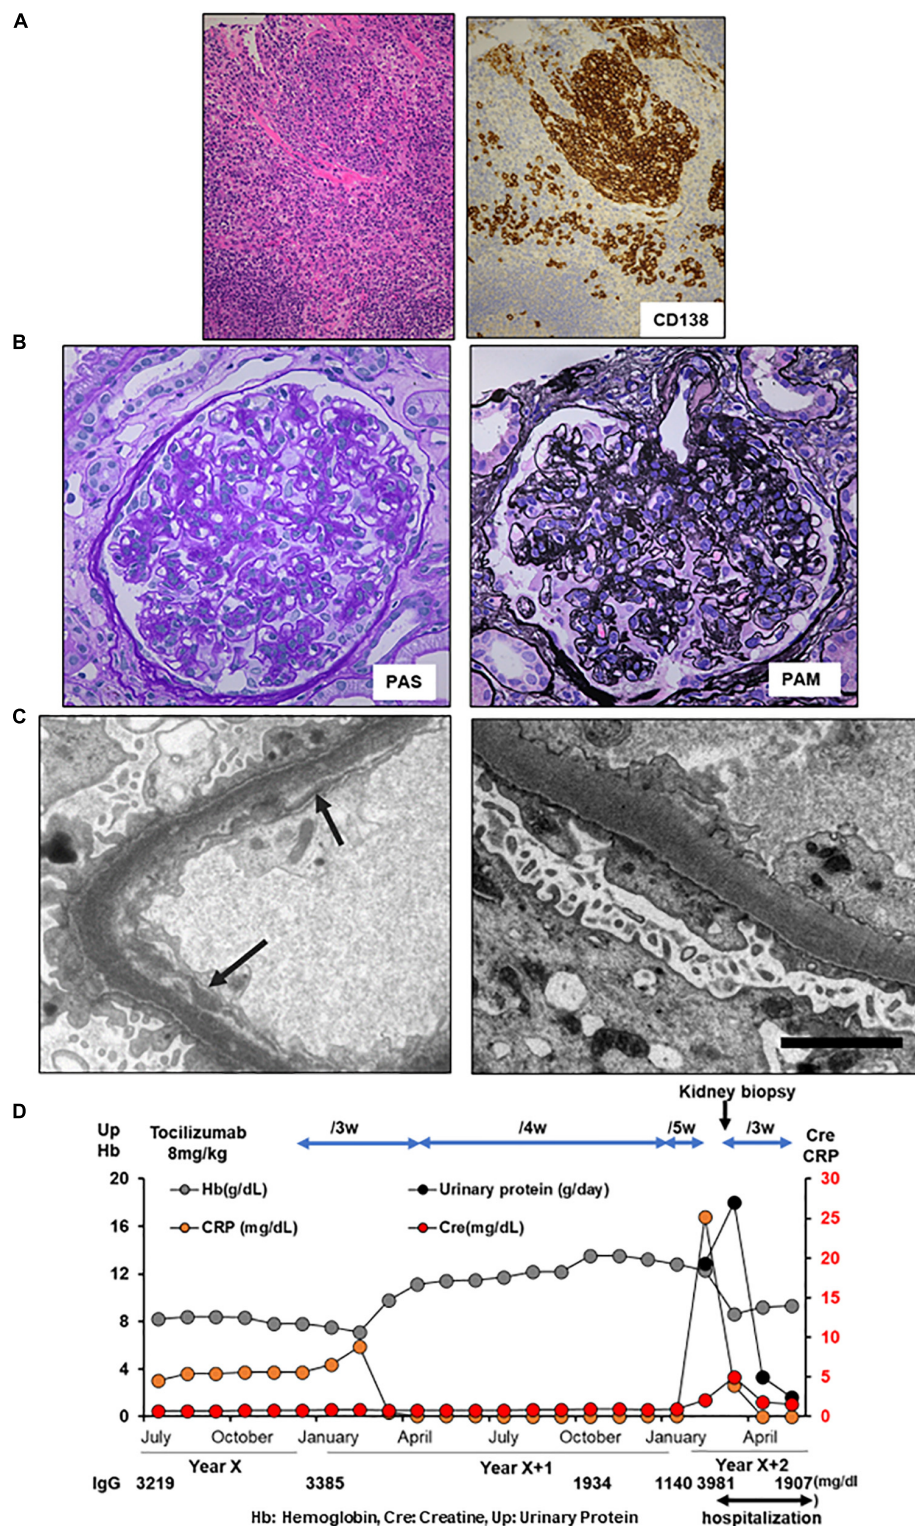 A
CD138
B
PAS
PAM
C
D
Kidney biopsy
Up
Hb
Tocilizumab
8mg/kg
/3w
/4w
/5w
/3w
Cre
CRP
20
16
12
8
4
0
Hb(g/dL)
Urinary protein (g/day)
CRP (mg/dL)
Cre(mg/dL)
30
25
20
15
10
5
0
July October January April July October January April
Year X Year X+1 Year X+2
IgG 3219 3385 1934 1140 3981 1907(mg/dl
)
hospitalization
Hb: Hemoglobin, Cre: Creatine, Up: Urinary Protein